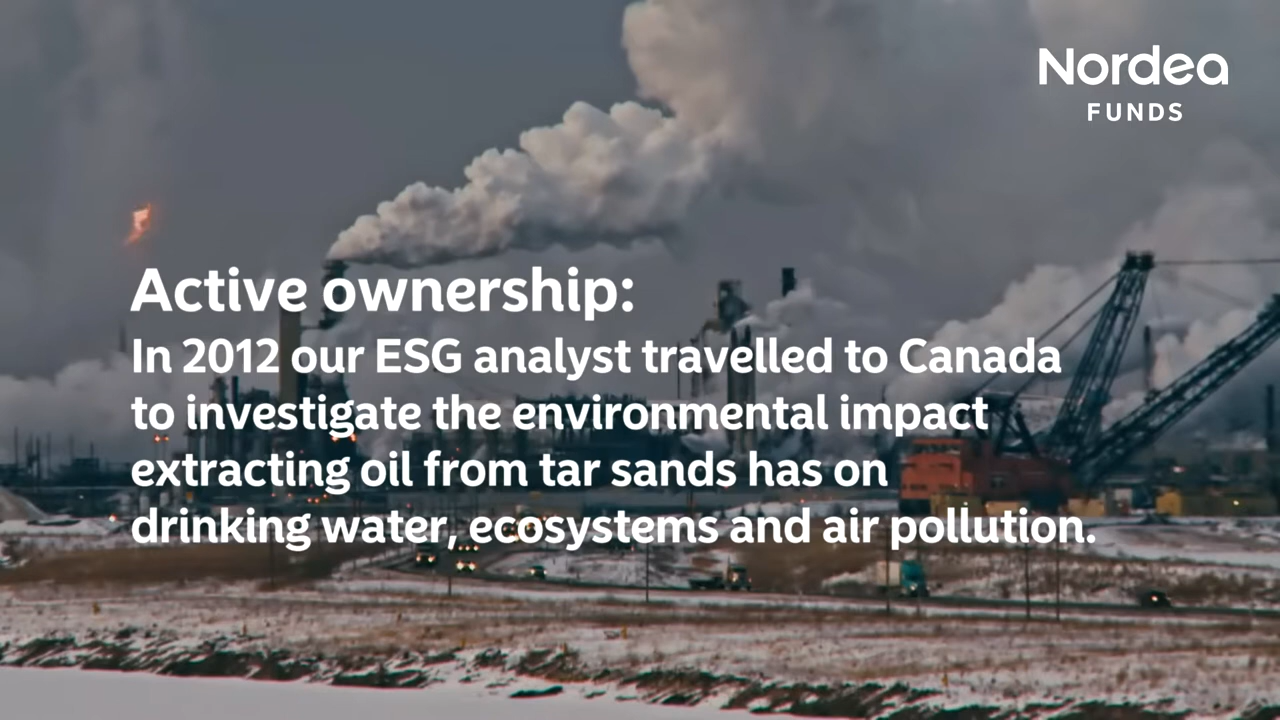 Nordea
FUNDS
Active ownership:
In 2012 our ESG analyst travelled to Canada
to investigate the environmental impact
extracting oil from tar sands has on
drinking water, ecosystems and air pollution.